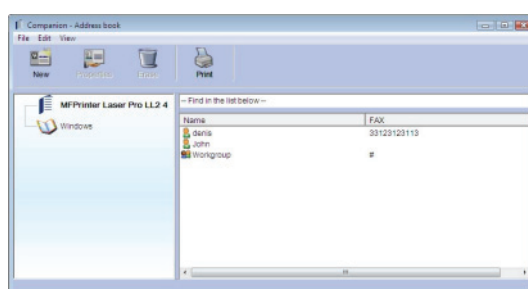 Companion - Address book
File Edit View
New Properties Erase Print
MFPrinter Laser Pro LL2 4
Windows
-- Find in the list below --
Name FAX
denis 33123123113
John
Workgroup #